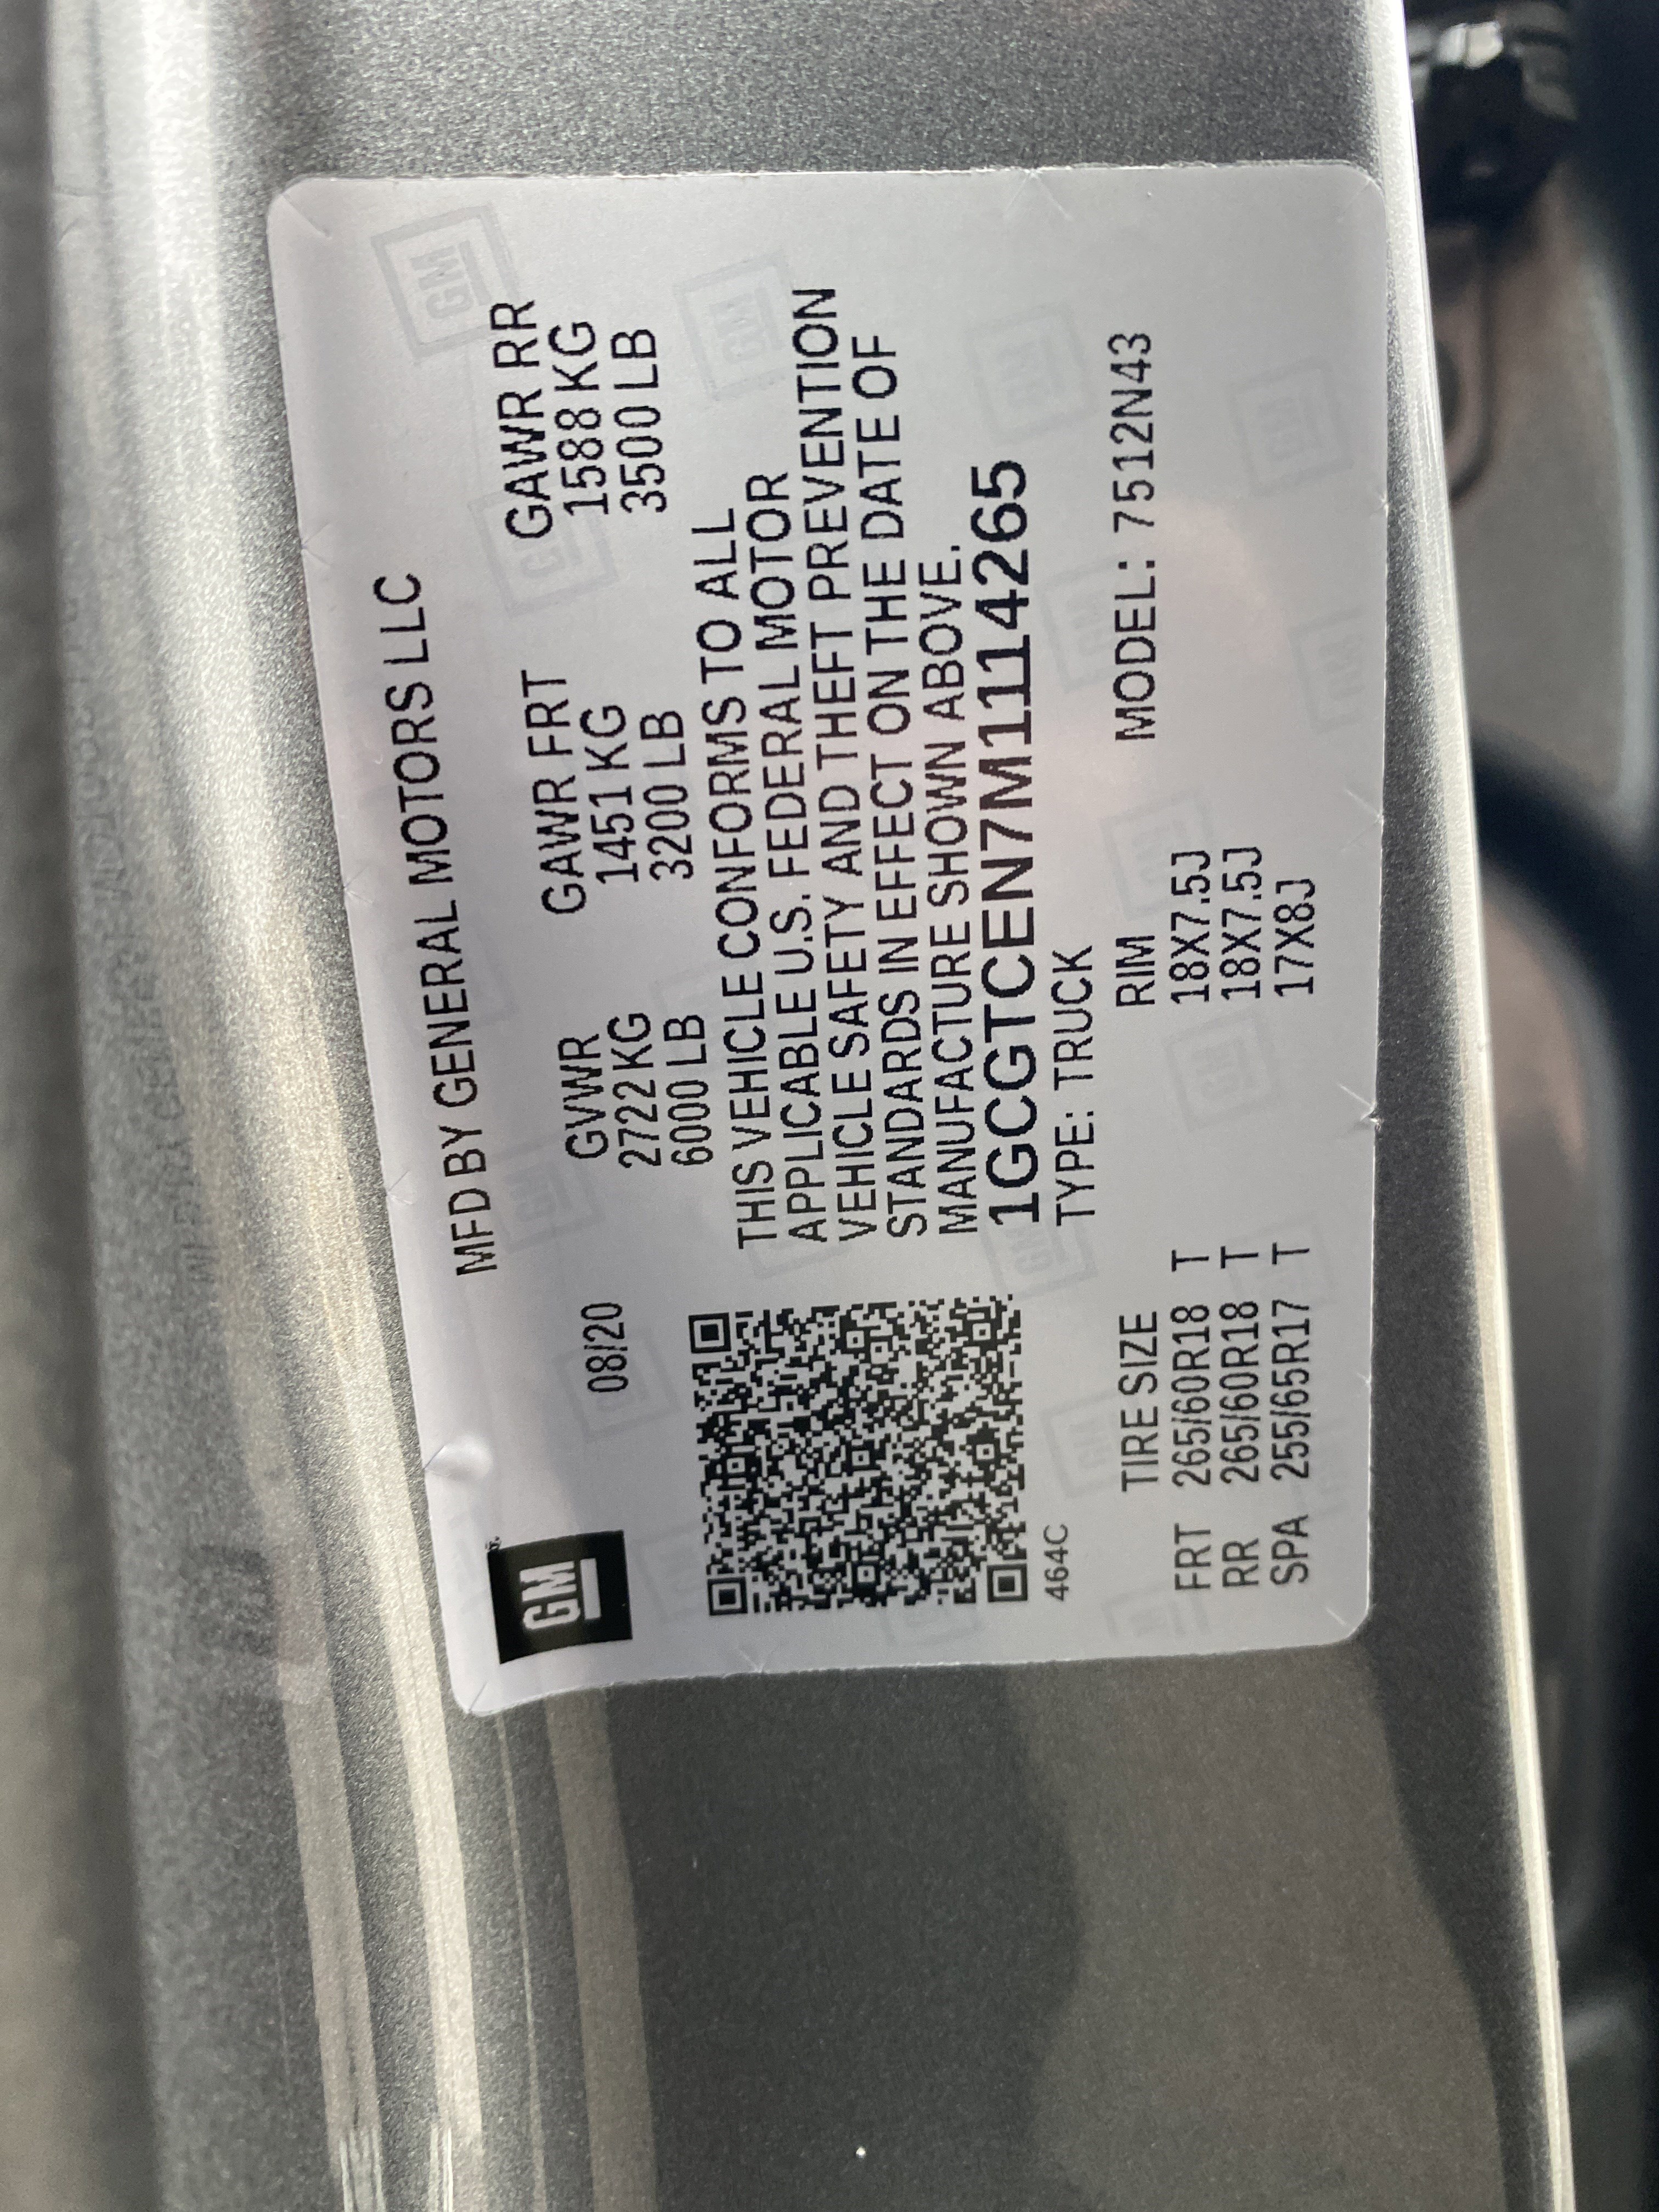 GM
MFD BY GENERAL MOTORS LLC
08/20
GVWR GAWR FRT GAWR RR
2722 KG 1451 KG 1588 KG
6000 LB 3200 LB 3500 LB
THIS VEHICLE CONFORMS TO ALL
APPLICABLE U.S. FEDERAL MOTOR
VEHICLE SAFETY AND THEFT PREVENTION
STANDARDS IN EFFECT ON THE DATE OF
MANUFACTURE SHOWN ABOVE.
1GCGTCEN7M1114265
464C
TYPE: TRUCK
TIRE SIZE RIM MODEL: 7512N43
FRT 265/60R18 T 18X7.5J
RR 265/60R18 T 18X7.5J
SPA 255/65R17 T 17X8J